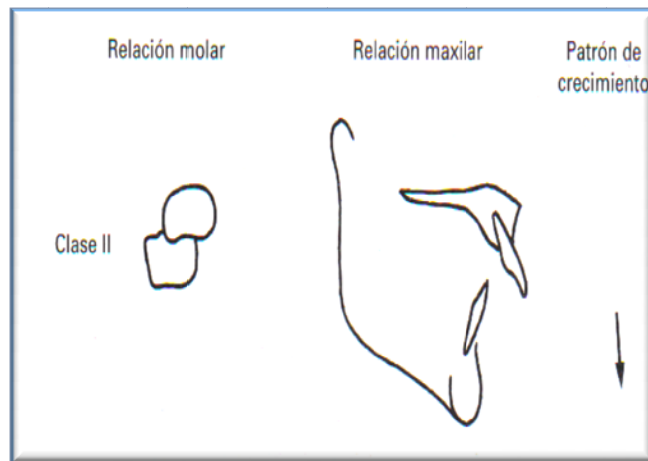 Relación molar
Relación maxilar
Patrón de
crecimiento
Clase II